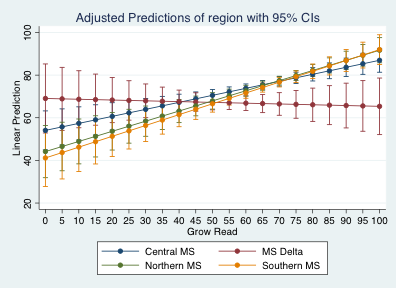 Adjusted Predictions of region with 95% CIs
Linear Prediction
100
80
60
40
20
0 5 10 15 20 25 30 35 40 45 50 55 60 65 70 75 80 85 90 95 100
Grow Read
Central MS MS Delta
Northern MS Southern MS